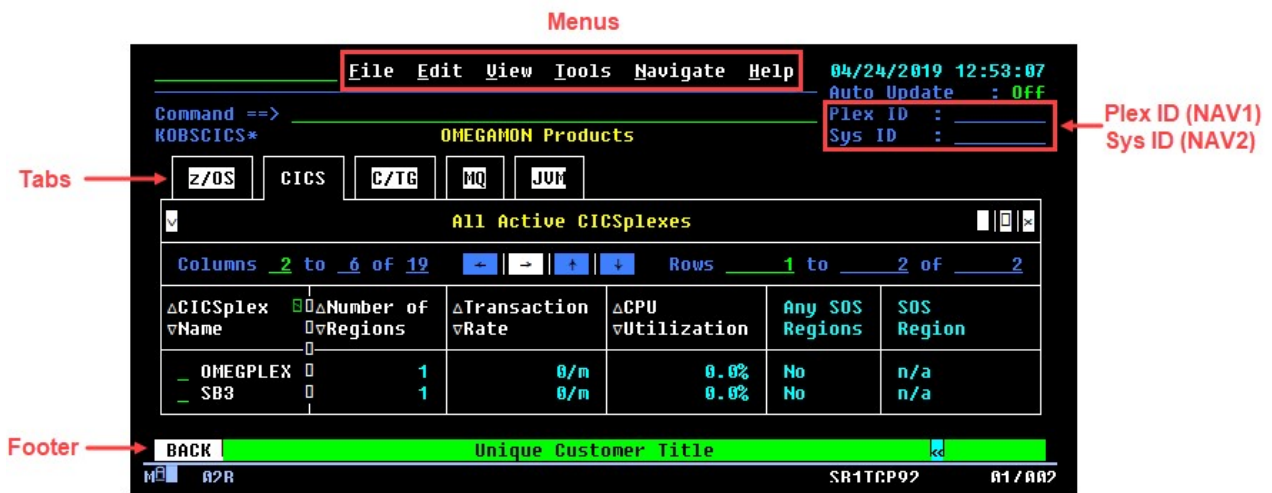 Menus
File Edit View Tools Navigate Help 04/24/2019 12:53:07
Auto Update : Off
Command ==> Plex ID :
KOBSCICS* OMEGAMON Products Sys ID :
Plex ID (NAV1)
Sys ID (NAV2)
Tabs
z/OS CICS C/TG MQ JVM
All Active CICSplexes
Columns 2 to 6 of 19 ← → ↑ ↓ Rows 1 to 2 of 2
△CICSplex △Number of △Transaction △CPU Any SOS SOS
▽Name ▽Regions ▽Rate ▽Utilization Regions Region
_ OMEGPLEX 1 0/m 0.0% No n/a
_ SB3 1 0/m 0.0% No n/a
Footer
BACK Unique Customer Title «
MA 02R SR1TCP92 01/002